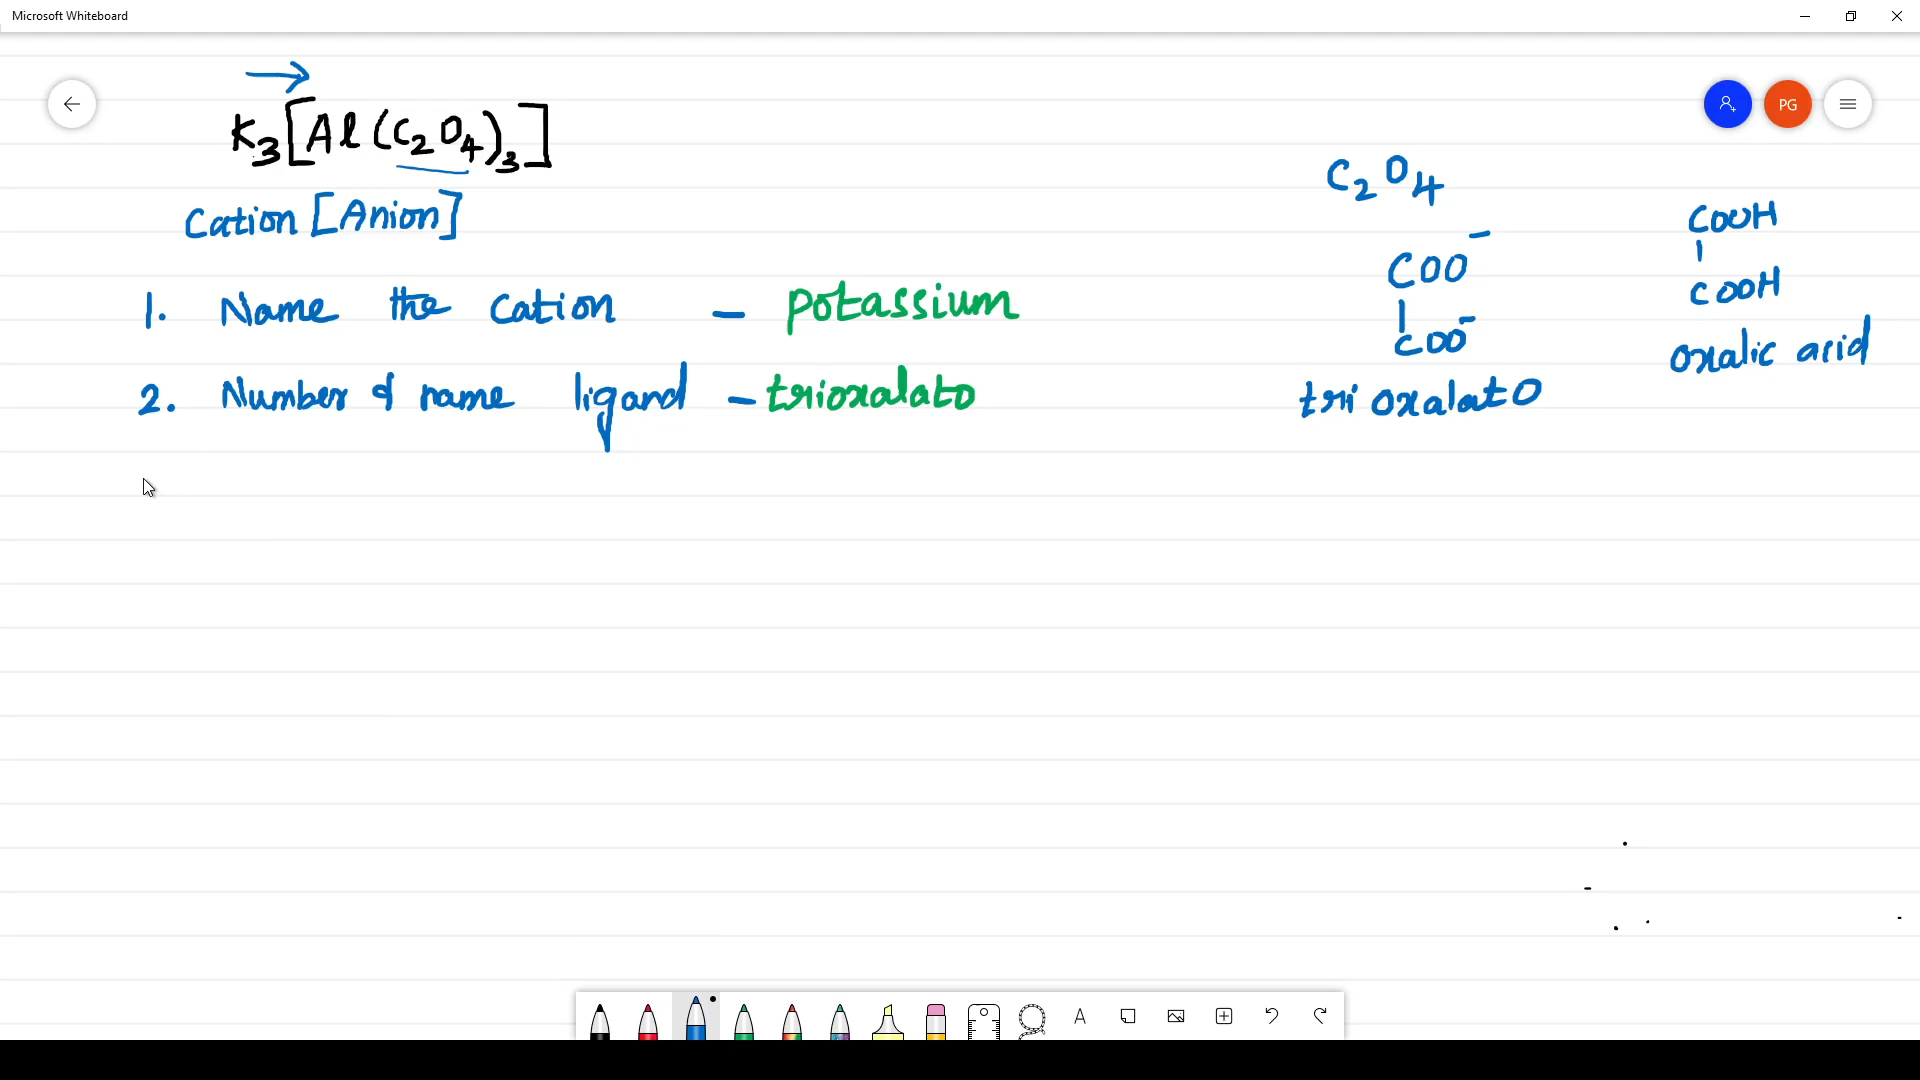 Microsoft Whiteboard
PG
K3[Al(C2O4)3]
Cation [Anion]
1. Name the cation – potassium
2. Number & name ligand – trioxalato
C2O4
COO-
COO-
tri oxalato
COOH
COOH
oxalic acid